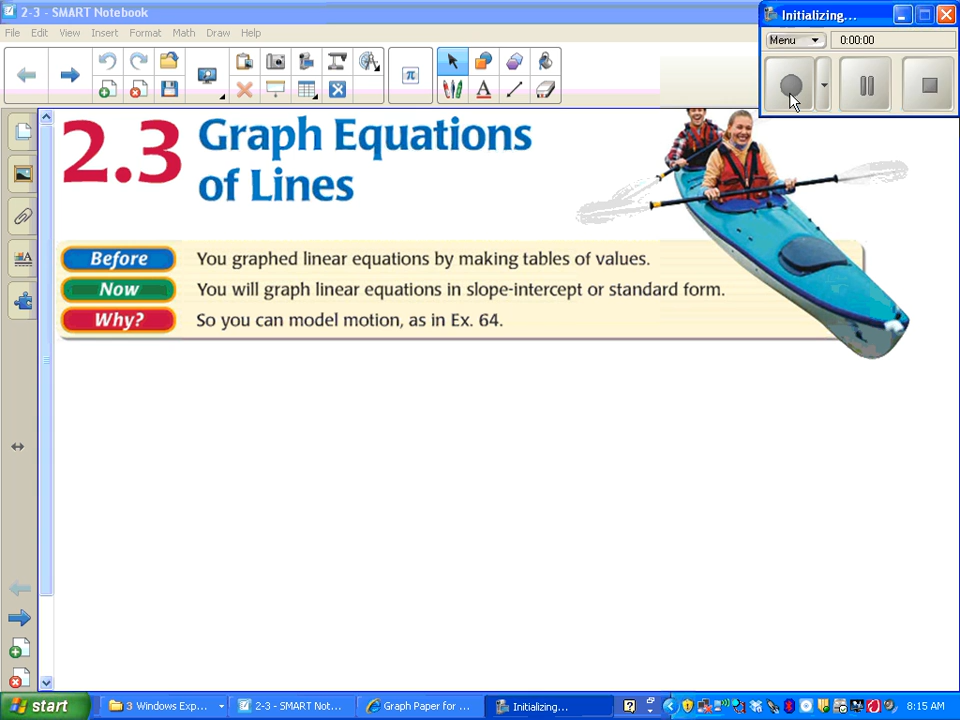 2-3 - SMART Notebook
Initializing...
File Edit View Insert Format Math Draw Help
Menu 0:00:00
2.3 Graph Equations
of Lines
Before You graphed linear equations by making tables of values.
Now You will graph linear equations in slope-intercept or standard form.
Why? So you can model motion, as in Ex. 64.
start 3 Windows Exp... 2-3 - SMART Not... Graph Paper for ... Initializing... 8:15 AM